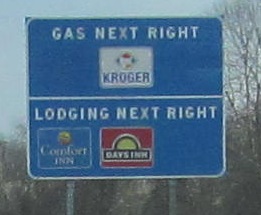 GAS NEXT RIGHT
KROGER
LODGING NEXT RIGHT
Comfort
INN
DAYS INN